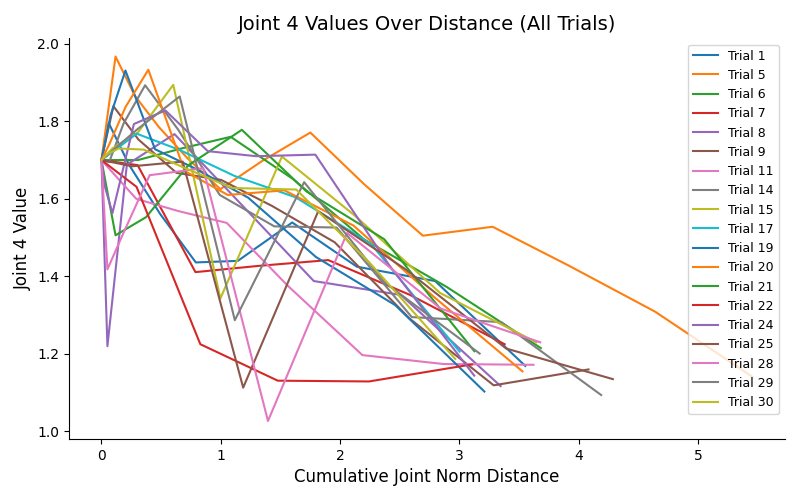 Joint 4 Values Over Distance (All Trials)
Joint 4 Value
2.0
1.8
1.6
1.4
1.2
1.0
0
1
2
3
4
5
Cumulative Joint Norm Distance
Trial 1
Trial 5
Trial 6
Trial 7
Trial 8
Trial 9
Trial 11
Trial 14
Trial 15
Trial 17
Trial 19
Trial 20
Trial 21
Trial 22
Trial 24
Trial 25
Trial 28
Trial 29
Trial 30